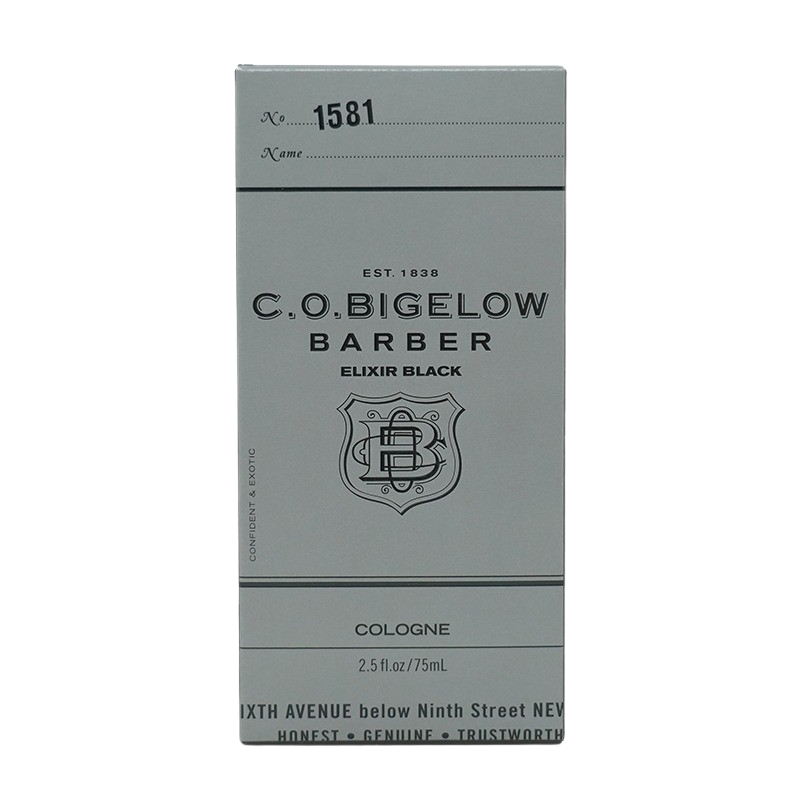 No 1581
Name
EST. 1838
C.O.BIGELOW
BARBER
ELIXIR BLACK
CONFIDENT & EXOTIC
COLOGNE
2.5 fl.oz/75mL
IXTH AVENUE below Ninth Street NEV
HONEST • GENUINE • TRUSTWORTH